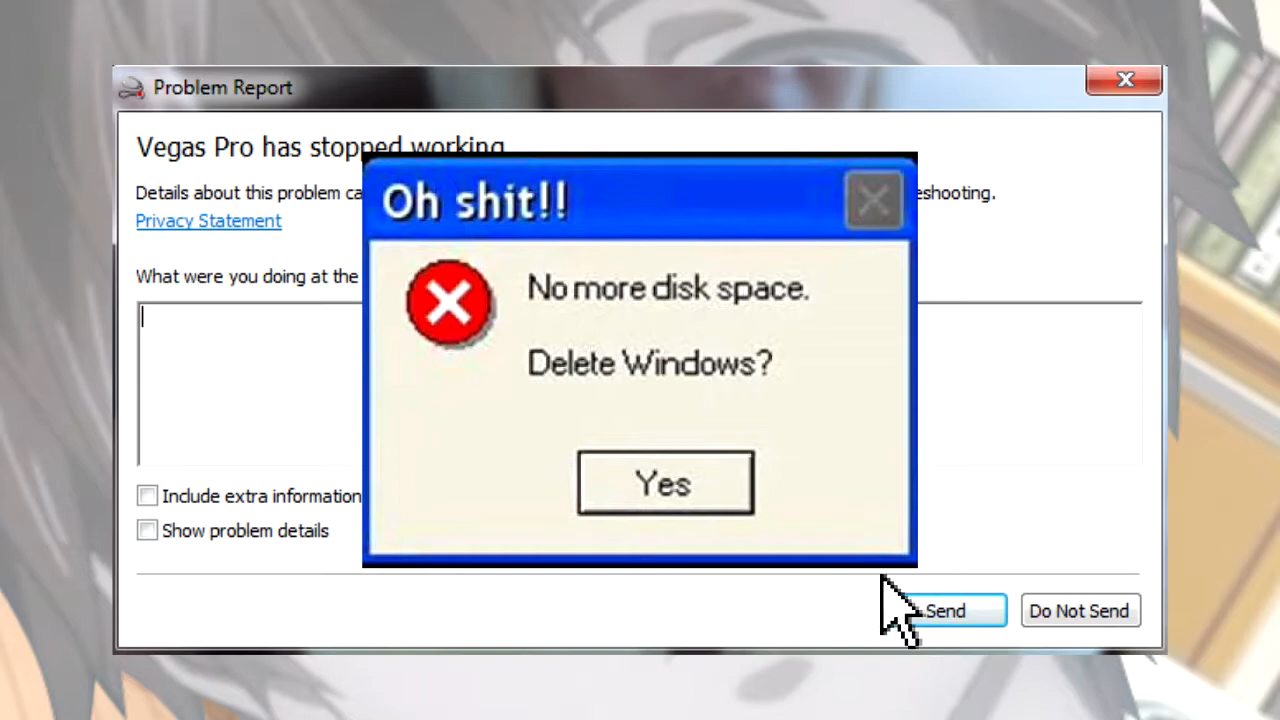 Problem Report
Vegas Pro has stopped working
Details about this problem ca
eshooting.
Privacy Statement
What were you doing at the
Include extra information
Show problem details
Send
Do Not Send
Oh shit!!
No more disk space.
Delete Windows?
Yes